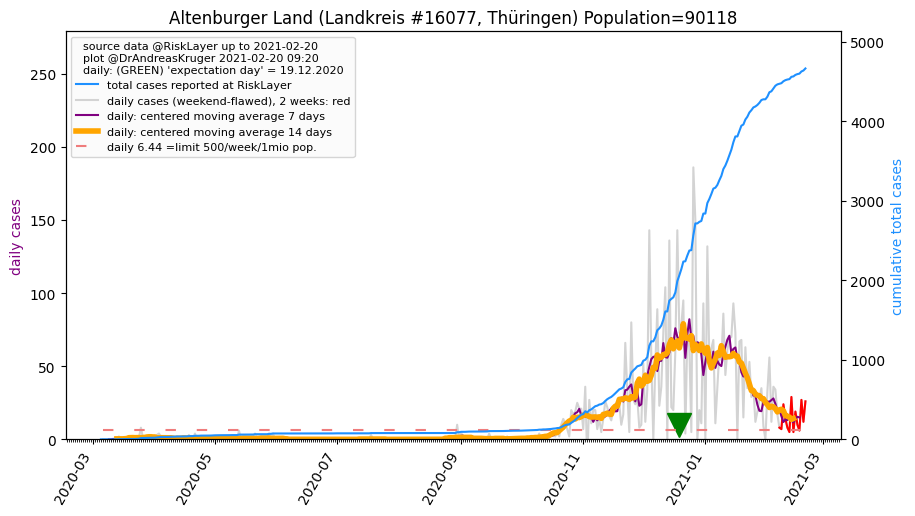 Altenburger Land (Landkreis #16077, Thüringen) Population=90118
source data @RiskLayer up to 2021-02-20
plot @DrAndreasKruger 2021-02-20 09:20
daily: (GREEN) 'expectation day' = 19.12.2020
total cases reported at RiskLayer
daily cases (weekend-flawed), 2 weeks: red
daily: centered moving average 7 days
daily: centered moving average 14 days
daily 6.44 =limit 500/week/1mio pop.
daily cases
250
200
150
100
50
0
cumulative total cases
5000
4000
3000
2000
1000
0
2020-03
2020-05
2020-07
2020-09
2020-11
2021-01
2021-03